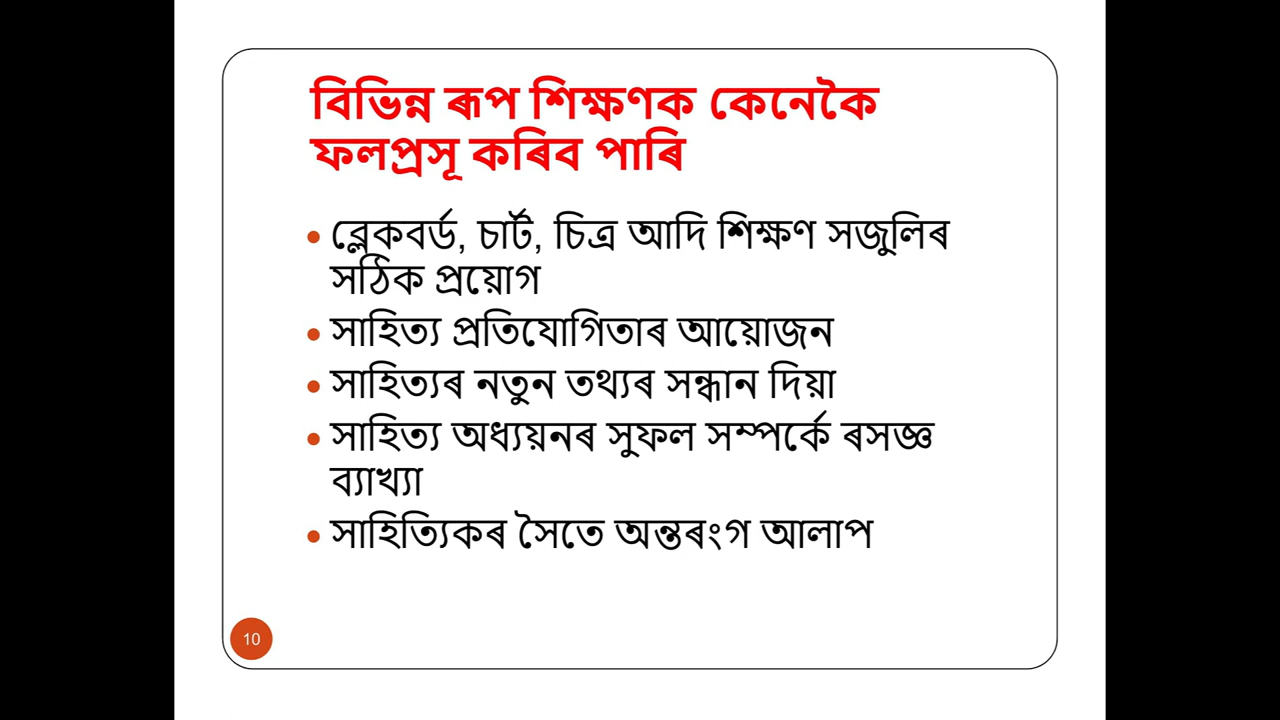 বিভিন্ন ৰূপ শিক্ষণক কেনেকৈ
ফলপ্ৰসূ কৰিব পাৰি
• ব্লেকবৰ্ড, চাৰ্ট, চিত্ৰ আদি শিক্ষণ সজুলিৰ
সঠিক প্ৰয়োগ
• সাহিত্য প্ৰতিযোগিতাৰ আয়োজন
• সাহিত্যৰ নতুন তথ্যৰ সন্ধান দিয়া
• সাহিত্য অধ্যয়নৰ সুফল সম্পৰ্কে ৰসজ্ঞ
ব্যাখ্যা
• সাহিত্যিকৰ সৈতে অন্তৰংগ আলাপ
10